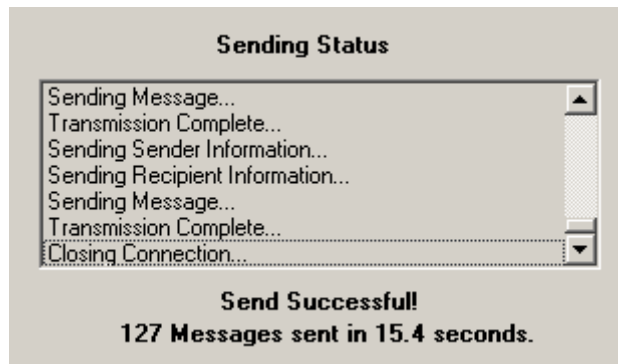 Sending Status
Sending Message...
Transmission Complete...
Sending Sender Information...
Sending Recipient Information...
Sending Message...
Transmission Complete...
Closing Connection...
Send Successful!
127 Messages sent in 15.4 seconds.